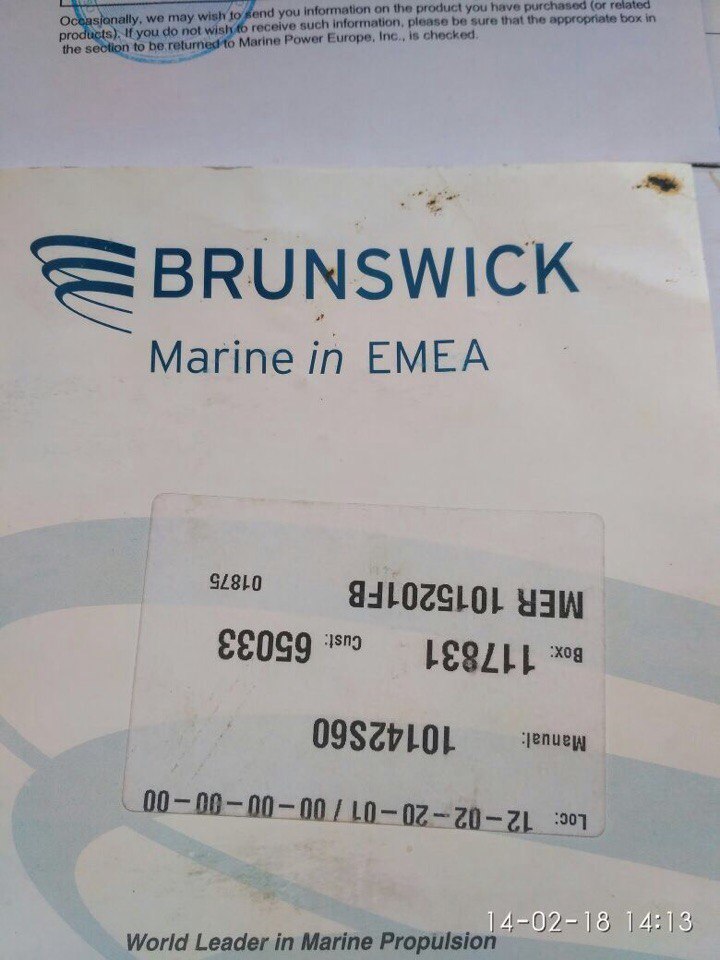 Occasionally, we may wish to send you information on the product you have purchased (or related
products). If you do not wish to receive such information, please be sure that the appropriate box in
the section to be returned to Marine Power Europe, Inc., is checked.
BRUNSWICK
Marine in EMEA
Loc: 12-02-20-01 / 00-00-00-00
Manual: 10142S60
Box: 117831 Cust: 65033
MER 1015201FB 01875
14-02-18 14:13
World Leader in Marine Propulsion